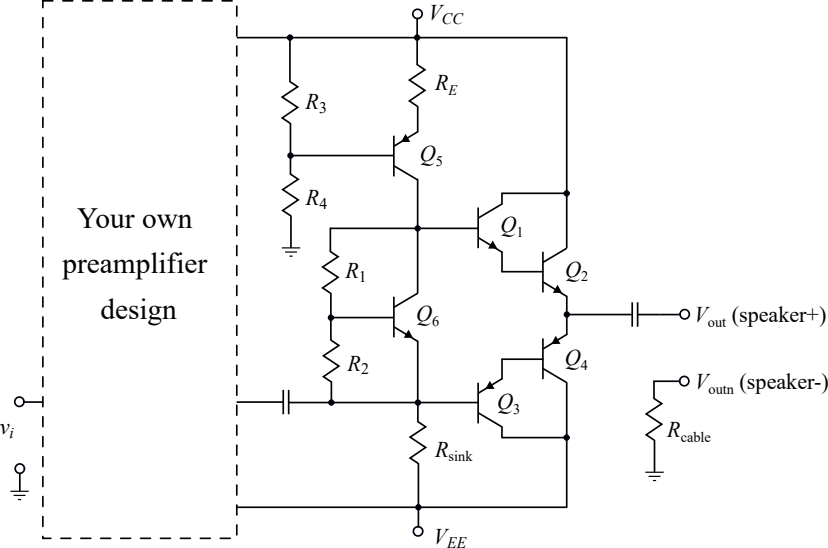 V_CC
R_E
R_3
Q_5
R_4
Your own
preamplifier
design
Q_1
R_1
Q_2
Q_6
V_out (speaker+)
R_2
Q_4
V_outn (speaker-)
Q_3
v_i
R_cable
R_sink
V_EE